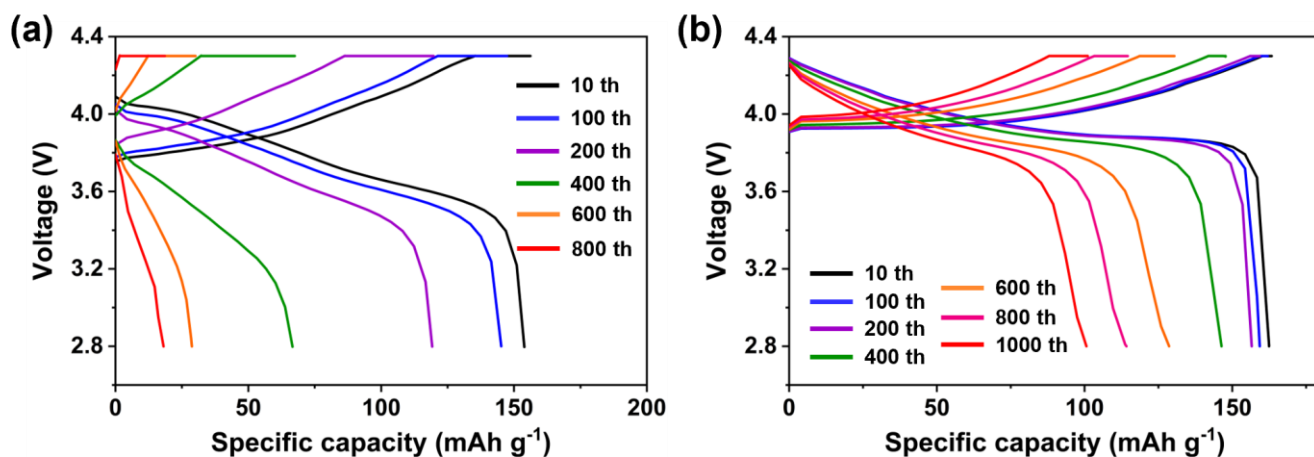 (a)
4.4
4.0
3.6
3.2
2.8
Voltage (V)
10 th
100 th
200 th
400 th
600 th
800 th
0
50
100
150
200
Specific capacity (mAh g⁻¹)
(b)
4.4
4.0
3.6
3.2
2.8
Voltage (V)
10 th
100 th
200 th
400 th
600 th
800 th
1000 th
0
50
100
150
Specific capacity (mAh g⁻¹)